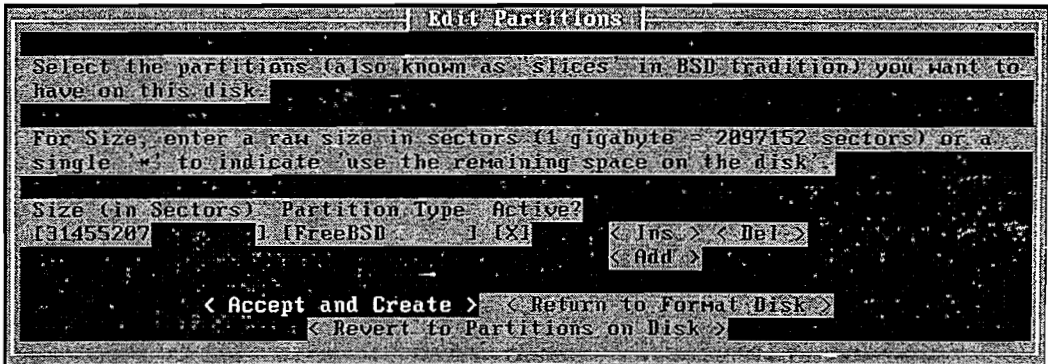 Edit Partitions
Select the partitions (also known as 'slices' in BSD tradition) you want to
have on this disk.
For Size, enter a raw size in sectors (1 gigabyte = 2097152 sectors) or a
single '*' to indicate 'use the remaining space on the disk'.
Size (in Sectors) Partition Type Active?
[31455207 ] [FreeBSD ] [X] < Ins > < Del >
< Add >
< Accept and Create > < Return to Format Disk >
< Revert to Partitions on Disk >